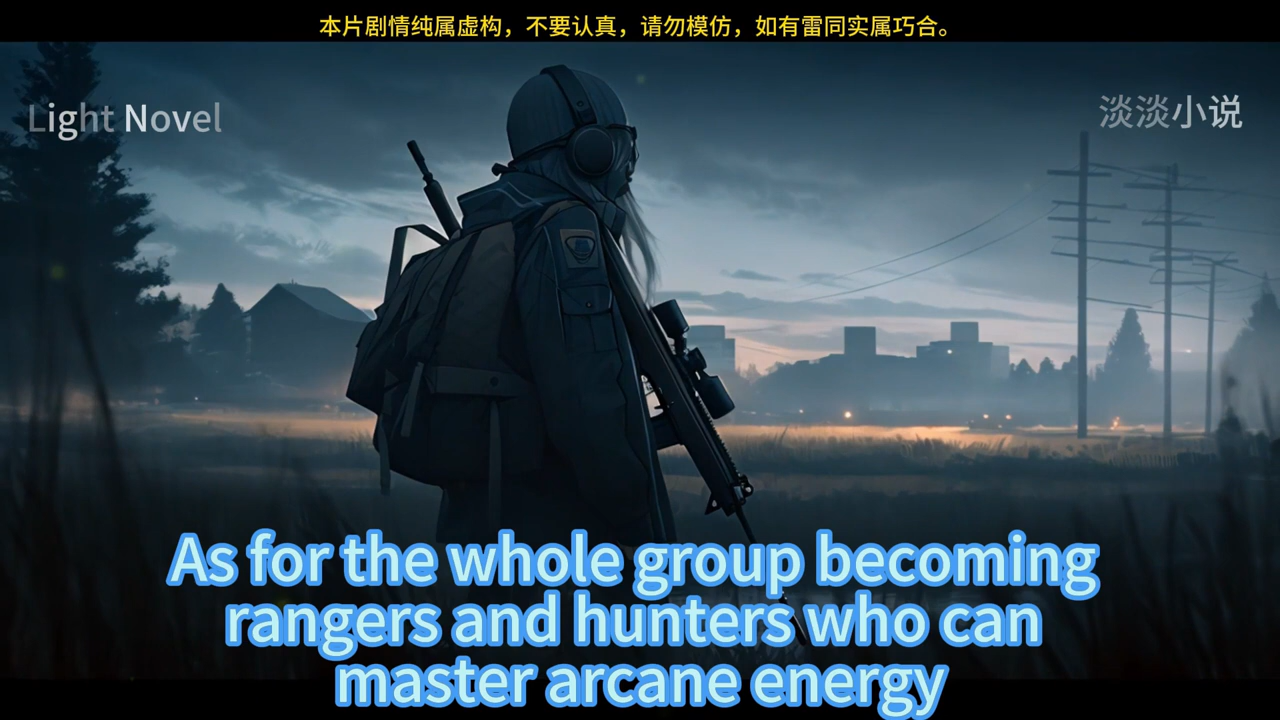 本片剧情纯属虚构，不要认真，请勿模仿，如有雷同实属巧合。
Light Novel
淡淡小说
As for the whole group becoming
rangers and hunters who can
master arcane energy